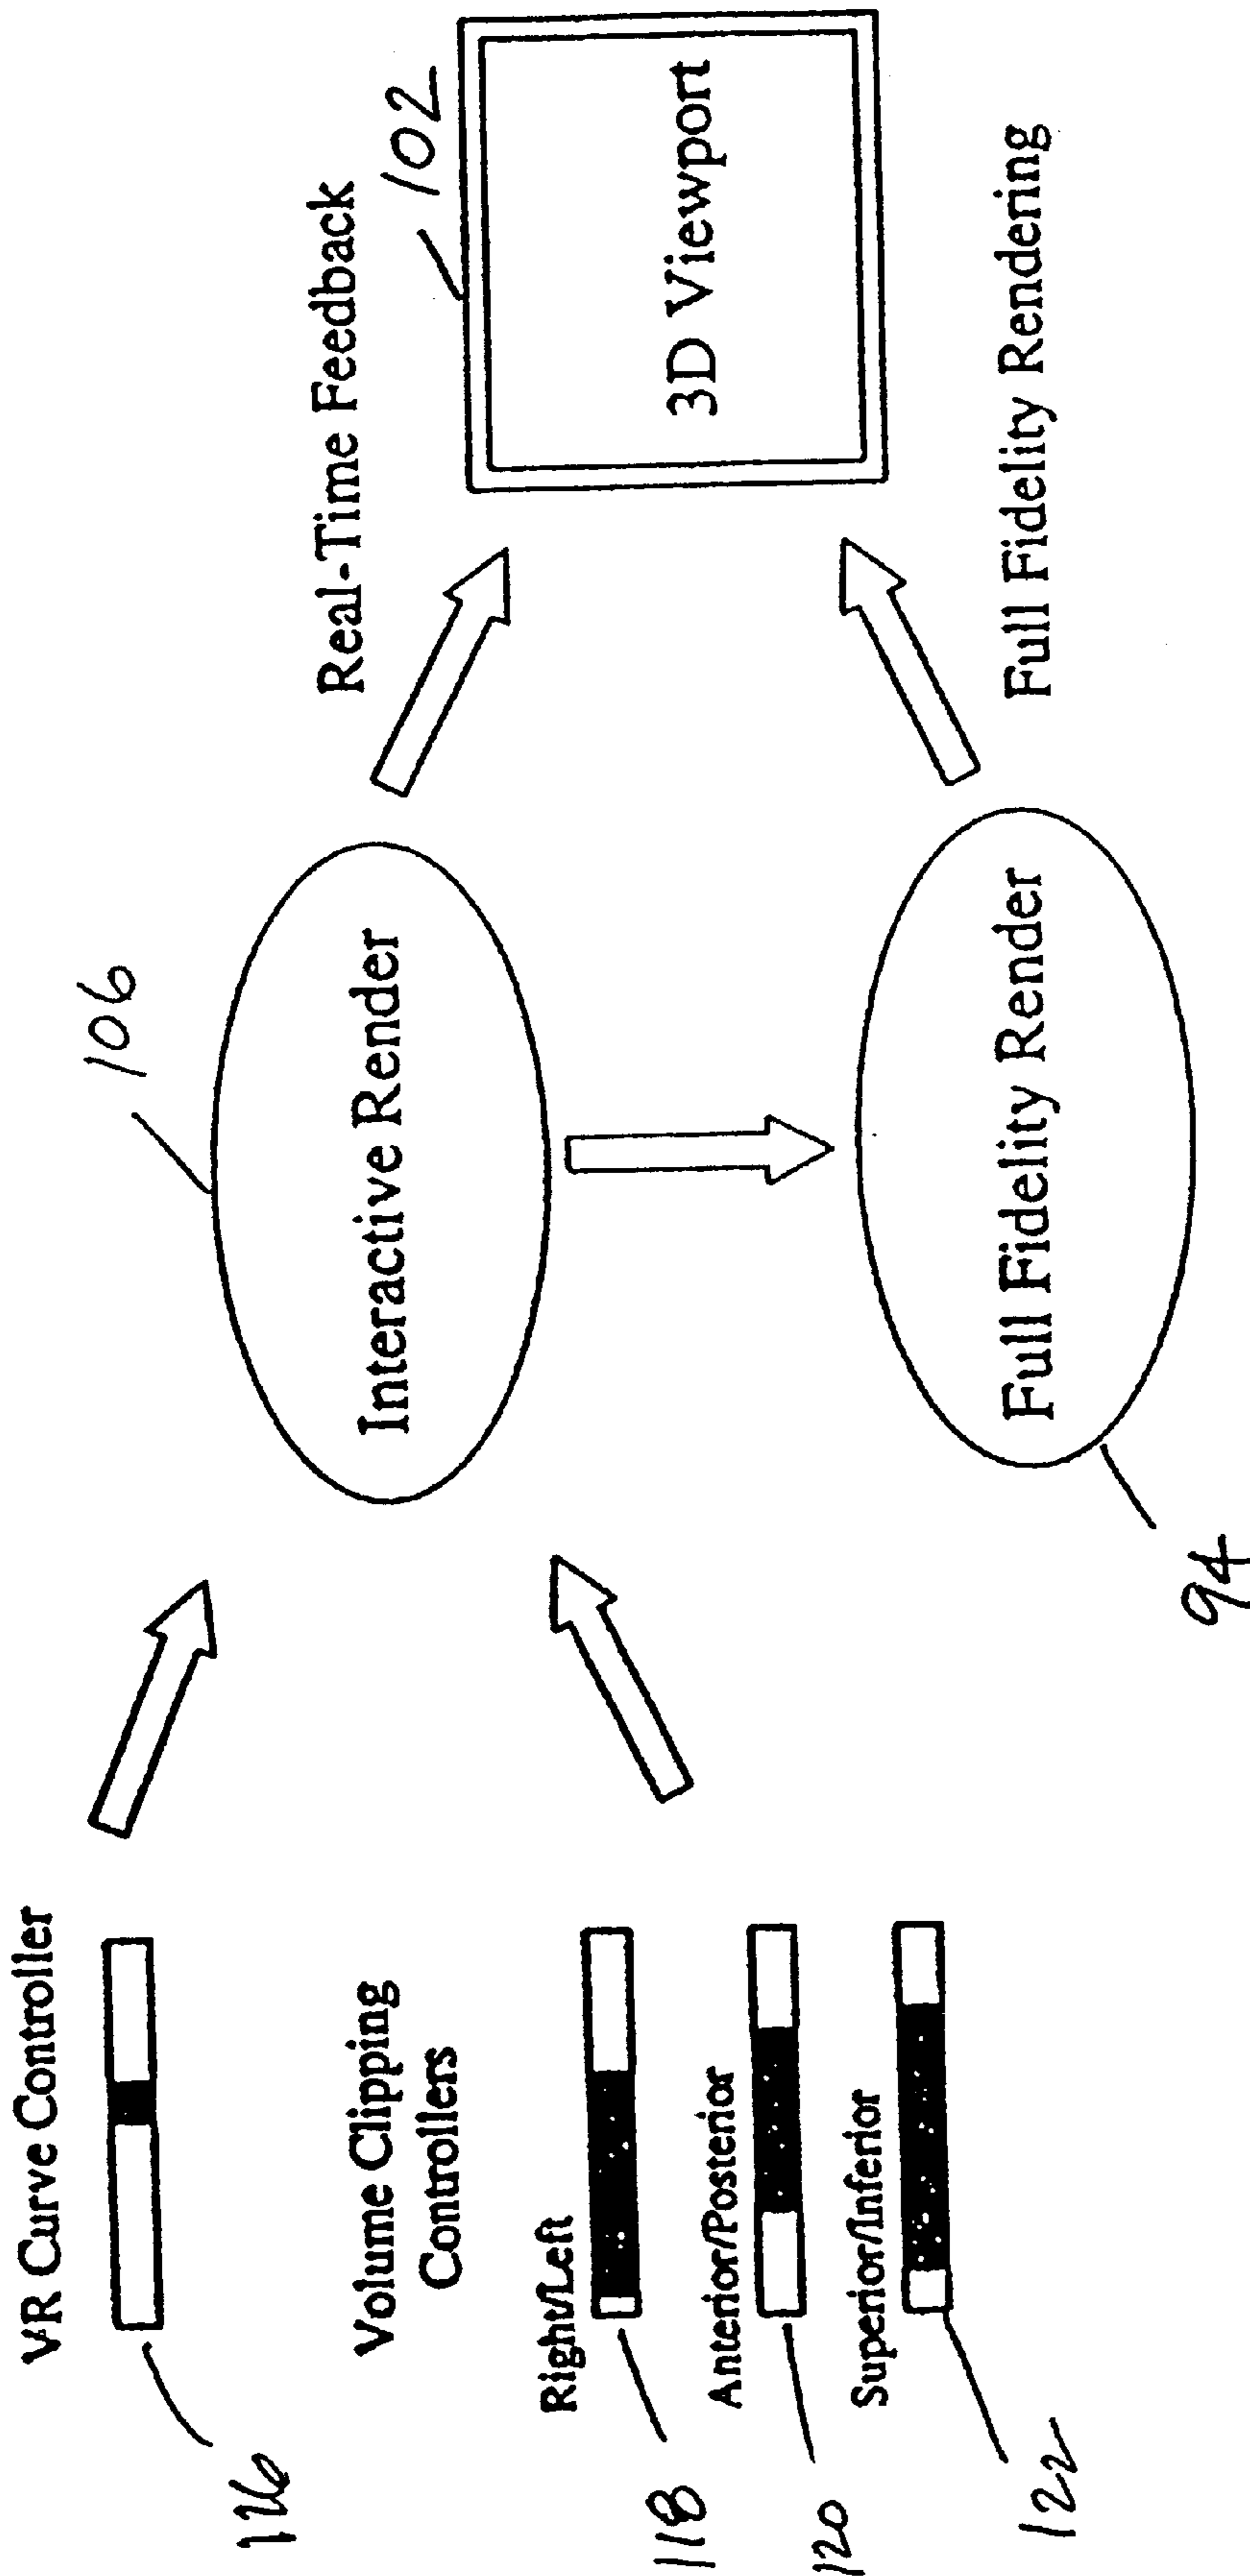 VR Curve Controller
126
Volume Clipping
Controllers
Right/Left
118
Anterior/Posterior
120
Superior/Inferior
122
106
Interactive Render
Full Fidelity Render
94
Real-Time Feedback
102
3D Viewport
Full Fidelity Rendering